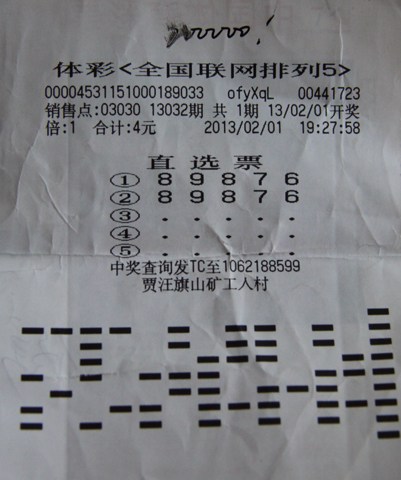 体彩<全国联网排列5>
00004531151000189033 ofyXqL 00441723
销售点:03030 13032期 共1期 13/02/01开奖
倍:1 合计:4元 2013/02/01 19:27:58
直选票
① 8 9 8 7 6
② 8 9 8 7 6
③ . . . . .
④ . . . . .
⑤ . . . . .
中奖查询发TC至1062188599
贾汪旗山矿工人村